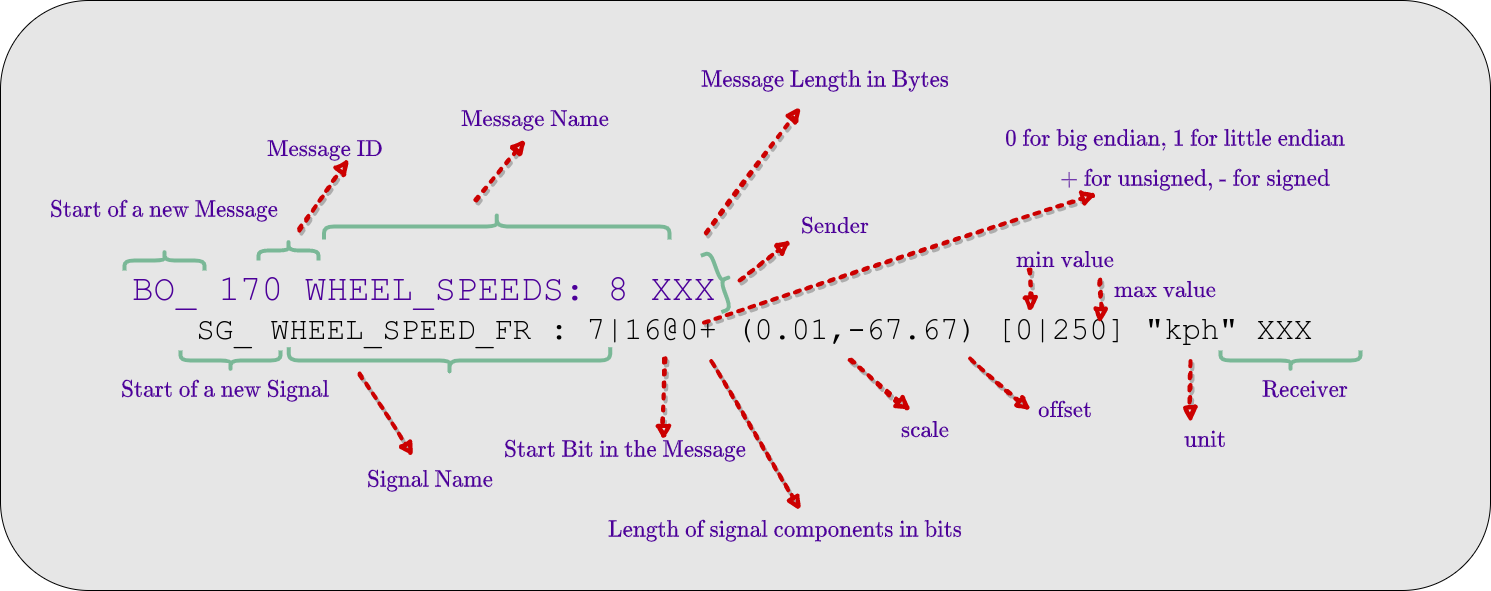 Message Length in Bytes
Message Name
0 for big endian, 1 for little endian
Message ID
+ for unsigned, - for signed
Start of a new Message
Sender
min value
BO_ 170 WHEEL_SPEEDS: 8 XXX
max value
SG_ WHEEL_SPEED_FR : 7|16@0+ (0.01,-67.67) [0|250] "kph" XXX
Start of a new Signal
Receiver
offset
scale
unit
Start Bit in the Message
Signal Name
Length of signal components in bits